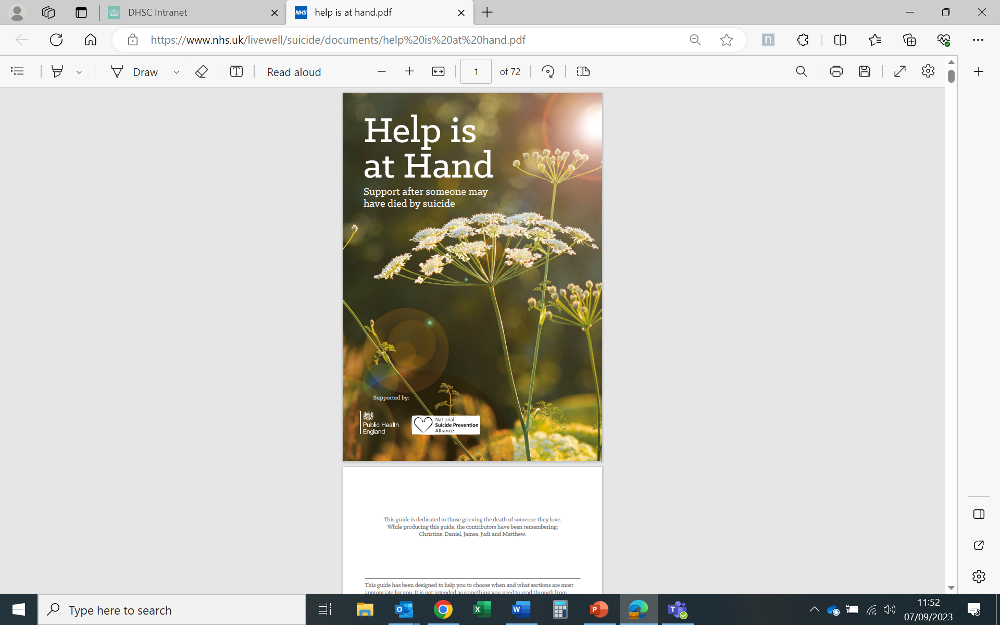 DHSC Intranet
NHS help is at hand.pdf
https://www.nhs.uk/livewell/suicide/documents/help%20is%20at%20hand.pdf
n
Draw
T
Read aloud
1 of 72
Help is
at Hand
Support after someone may
have died by suicide
Supported by:
Public Health
England
National
Suicide Prevention
Alliance
This guide is dedicated to those grieving the death of someone they love.
While producing this guide, the contributors have been remembering:
Christine, Daniel, James, Judi and Matthew.
This guide has been designed to help you to choose when and what sections are most
appropriate for you. It is not intended as something you need to read through from
Type here to search
11:52
07/09/2023